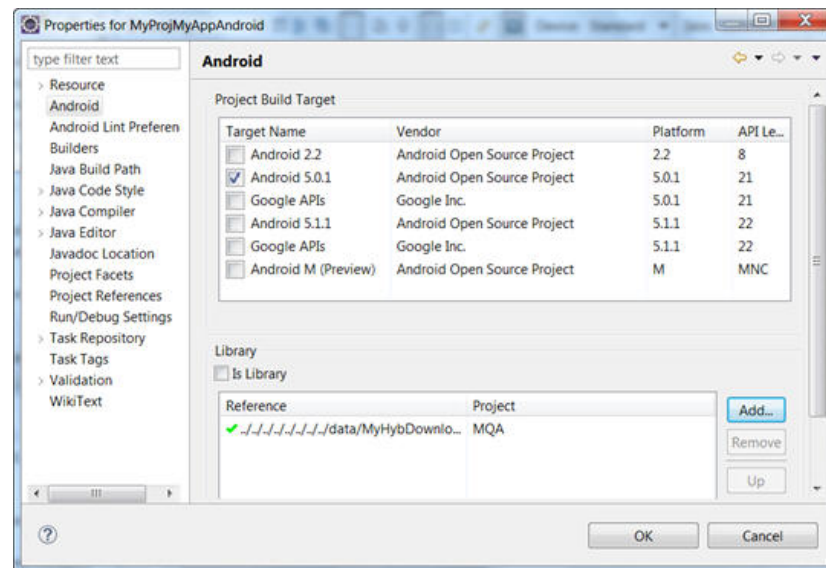 Properties for MyProjMyAppAndroid
type filter text
Resource
Android
Android Lint Preferen
Builders
Java Build Path
Java Code Style
Java Compiler
Java Editor
Javadoc Location
Project Facets
Project References
Run/Debug Settings
Task Repository
Task Tags
Validation
WikiText
Android
Project Build Target
Target Name Vendor Platform API Le...
Android 2.2 Android Open Source Project 2.2 8
Android 5.0.1 Android Open Source Project 5.0.1 21
Google APIs Google Inc. 5.0.1 21
Android 5.1.1 Android Open Source Project 5.1.1 22
Google APIs Google Inc. 5.1.1 22
Android M (Preview) Android Open Source Project M MNC
Library
Is Library
Reference Project
../../../../../../../../data/MyHybDownlo... MQA
Add...
Remove
Up
OK Cancel